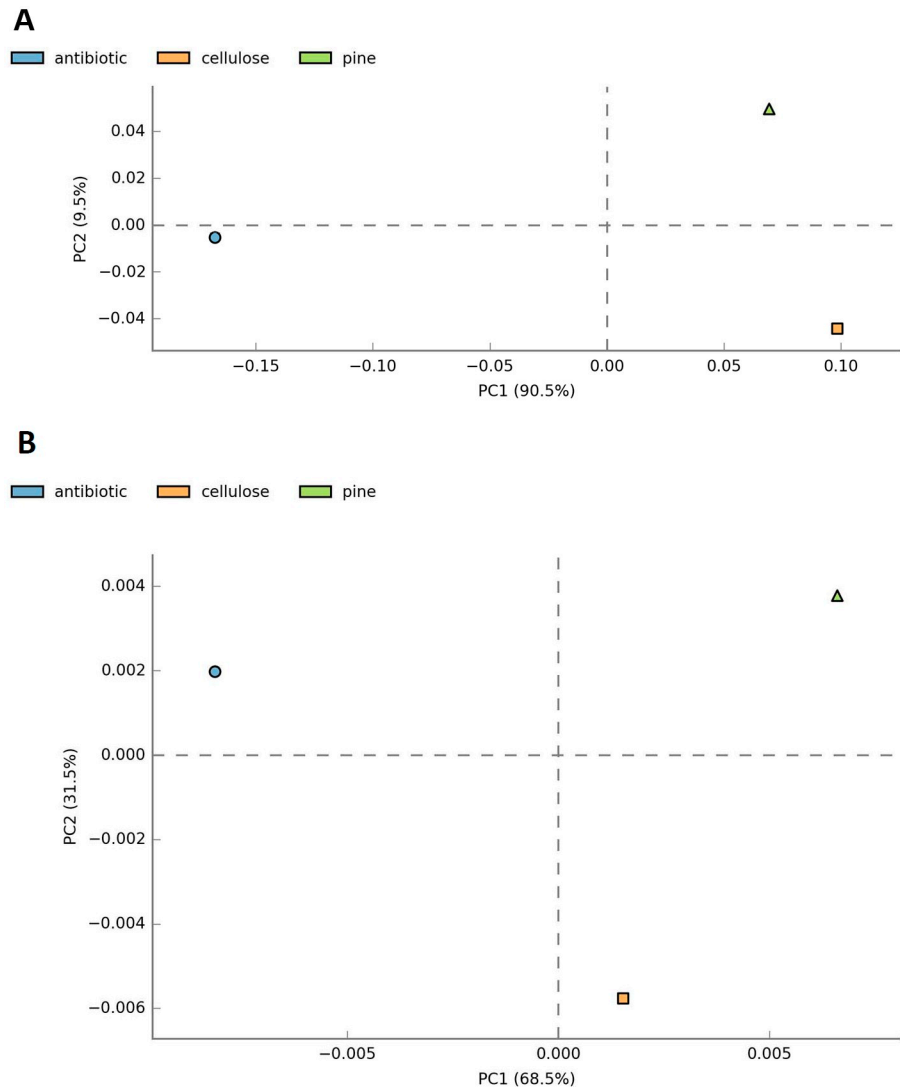 A
antibiotic cellulose pine
0.04
0.02
0.00
−0.02
−0.04
PC2 (9.5%)
−0.15 −0.10 −0.05 0.00 0.05 0.10
PC1 (90.5%)
B
antibiotic cellulose pine
0.004
0.002
0.000
−0.002
−0.004
−0.006
PC2 (31.5%)
−0.005 0.000 0.005
PC1 (68.5%)